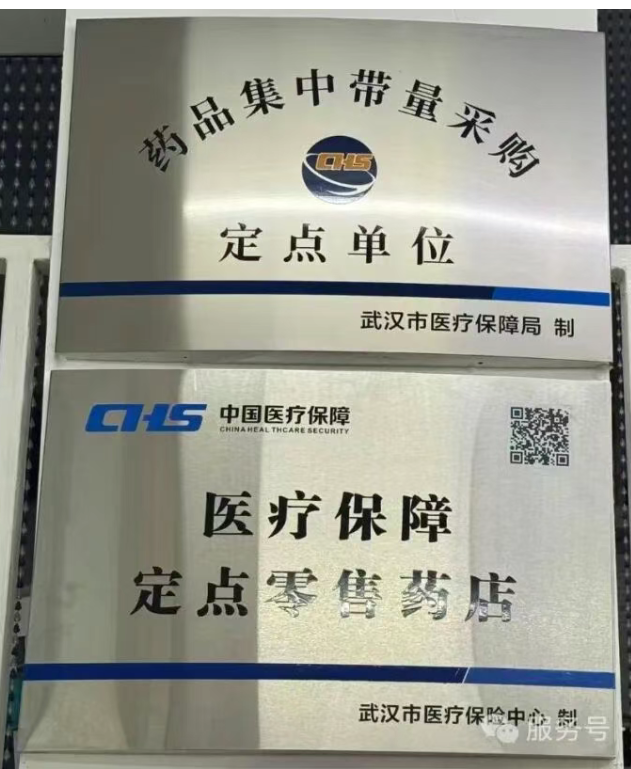 药品集中带量采购
CHS
定点单位
武汉市医疗保障局 制
CHS 中国医疗保障
CHINA HEALTHCARE SECURITY
医疗保障
定点零售药店
武汉市医疗保险中心 制
服务号